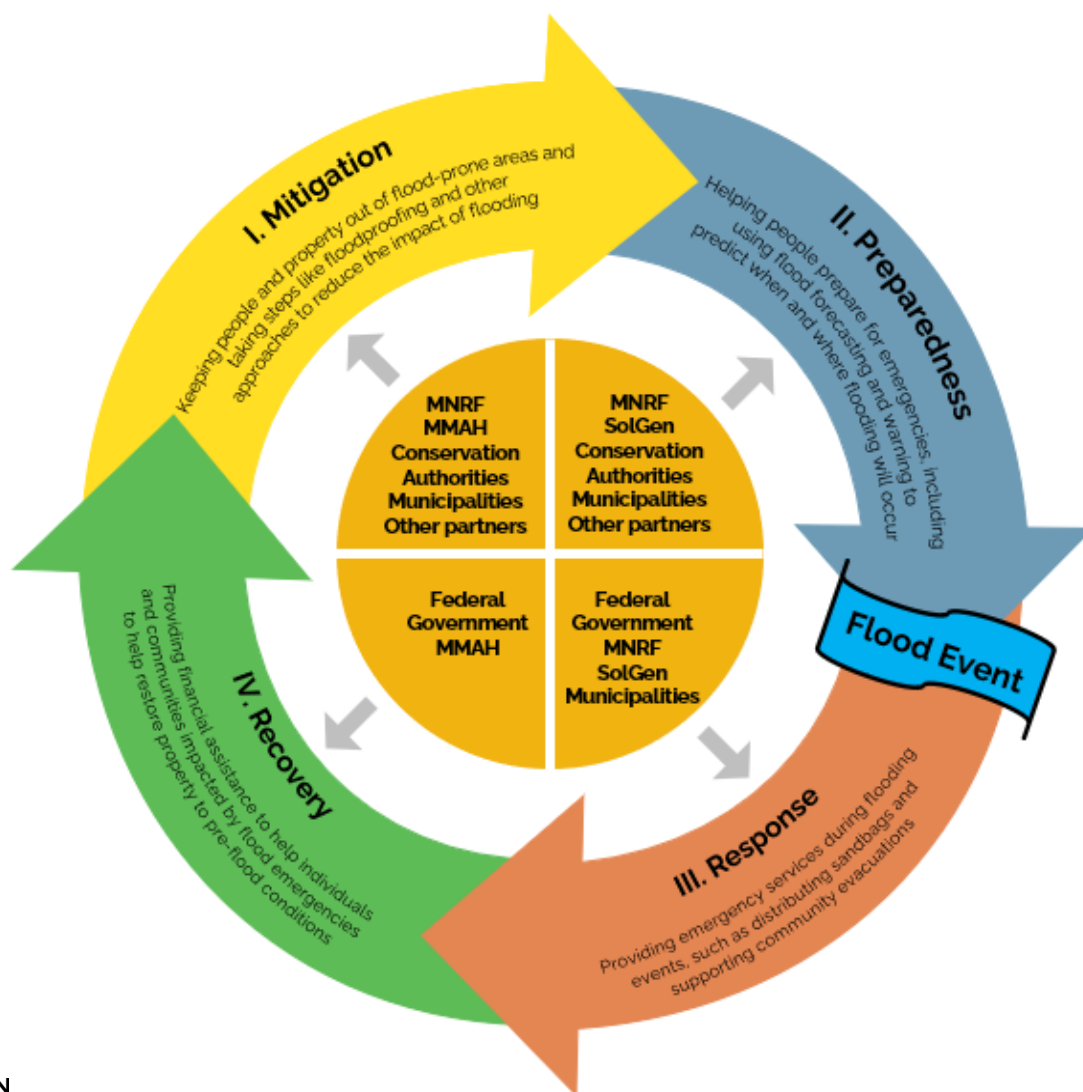 I. Mitigation
Keeping people and property out of flood-prone areas and
taking steps like floodproofing and other
approaches to reduce the impact of flooding
II. Preparedness
Helping people prepare for emergencies, including
using flood forecasting and warning to
predict when and where flooding will occur
MNRF
MMAH
Conservation
Authorities
Municipalities
Other partners
MNRF
SolGen
Conservation
Authorities
Municipalities
Other partners
Federal
Government
MMAH
Federal
Government
MNRF
SolGen
Municipalities
Flood Event
III. Response
Providing emergency services during flooding
events, such as distributing sandbags and
supporting community evacuations
IV. Recovery
Providing financial assistance to help individuals
and communities impacted by flood emergencies
to help restore property to pre-flood conditions